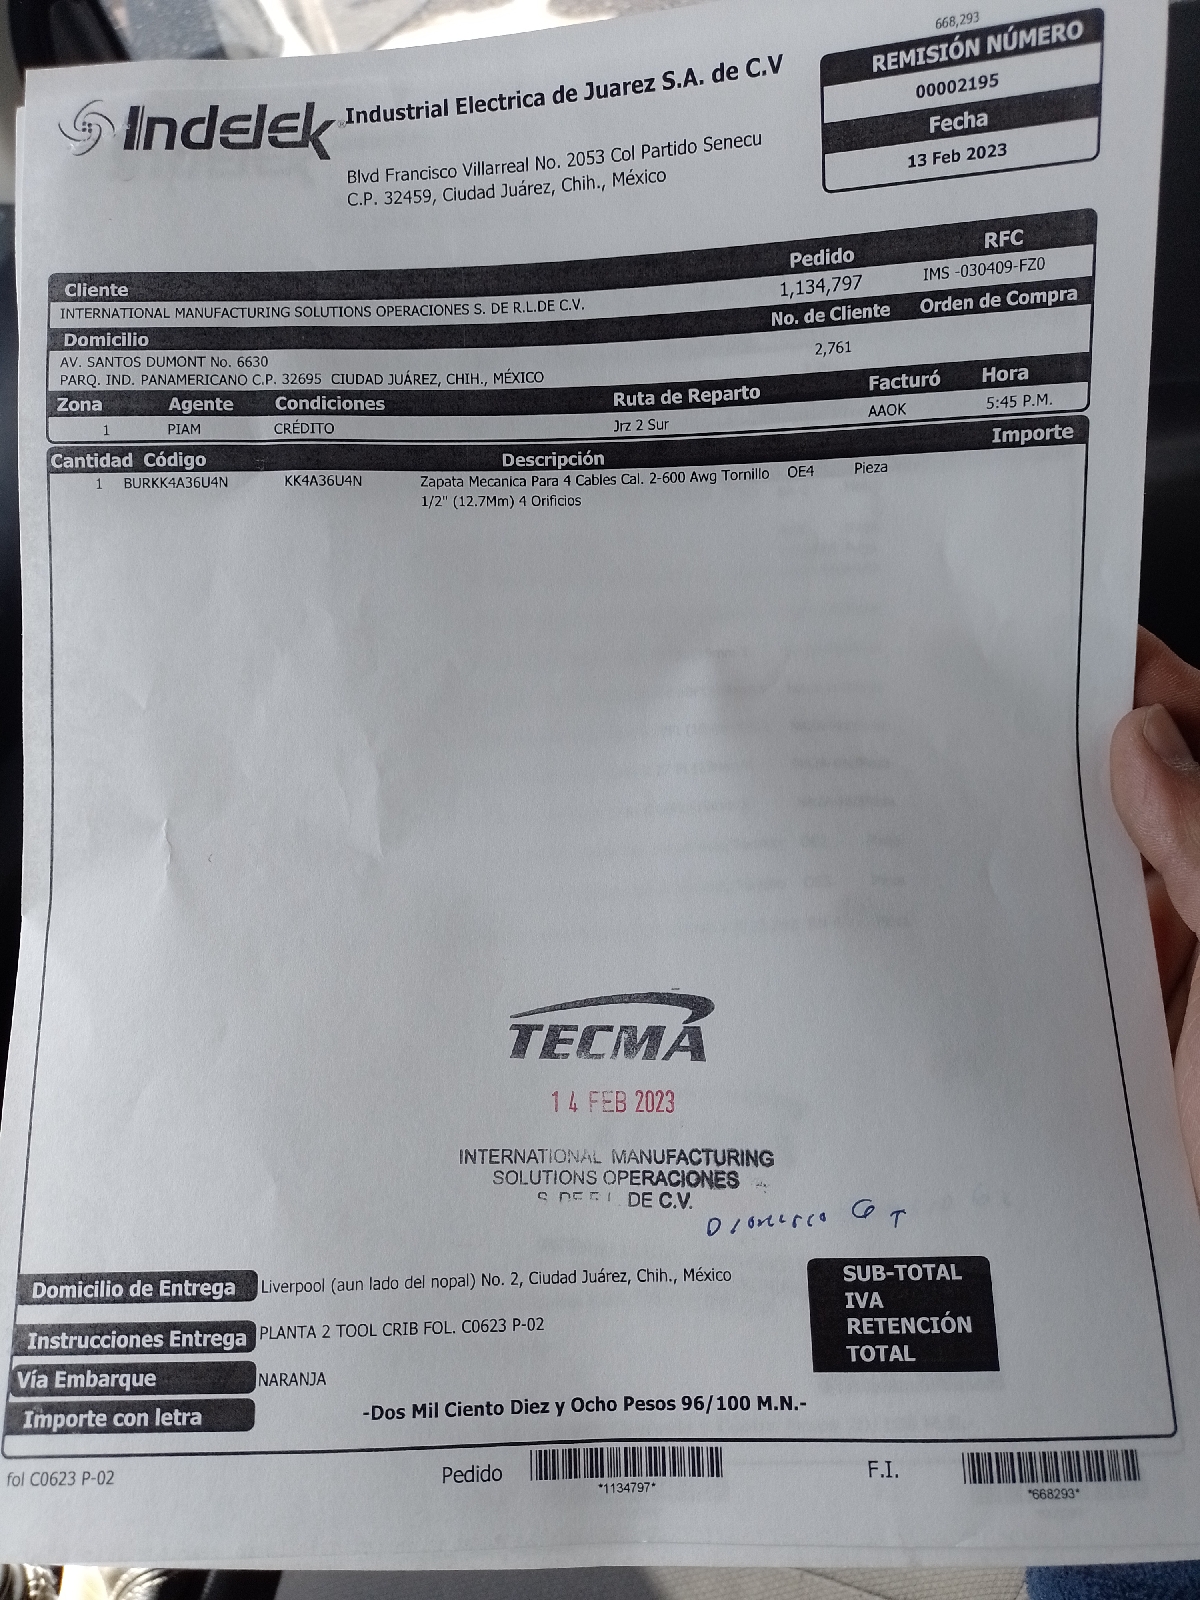 668,293
REMISIÓN NÚMERO
00002195
Fecha
13 Feb 2023
Indelek® Industrial Electrica de Juarez S.A. de C.V
Blvd Francisco Villarreal No. 2053 Col Partido Senecu
C.P. 32459, Ciudad Juárez, Chih., México
Cliente Pedido RFC
INTERNATIONAL MANUFACTURING SOLUTIONS OPERACIONES S. DE R.L.DE C.V. 1,134,797 IMS -030409-FZ0
Domicilio No. de Cliente Orden de Compra
AV. SANTOS DUMONT No. 6630 2,761
PARQ. IND. PANAMERICANO C.P. 32695 CIUDAD JUÁREZ, CHIH., MÉXICO
Zona Agente Condiciones Ruta de Reparto Facturó Hora
1 PIAM CRÉDITO Jrz 2 Sur AAOK 5:45 P.M.
Cantidad Código Descripción Importe
1 BURKK4A36U4N KK4A36U4N Zapata Mecanica Para 4 Cables Cal. 2-600 Awg Tornillo OE4 Pieza
1/2" (12.7Mm) 4 Orificios
TECMA
14 FEB 2023
INTERNATIONAL MANUFACTURING
SOLUTIONS OPERACIONES
DE C.V.
G T
Domicilio de Entrega Liverpool (aun lado del nopal) No. 2, Ciudad Juárez, Chih., México
Instrucciones Entrega PLANTA 2 TOOL CRIB FOL. C0623 P-02
Vía Embarque NARANJA
Importe con letra -Dos Mil Ciento Diez y Ocho Pesos 96/100 M.N.-
SUB-TOTAL
IVA
RETENCIÓN
TOTAL
fol C0623 P-02 Pedido *1134797* F.I. *668293*